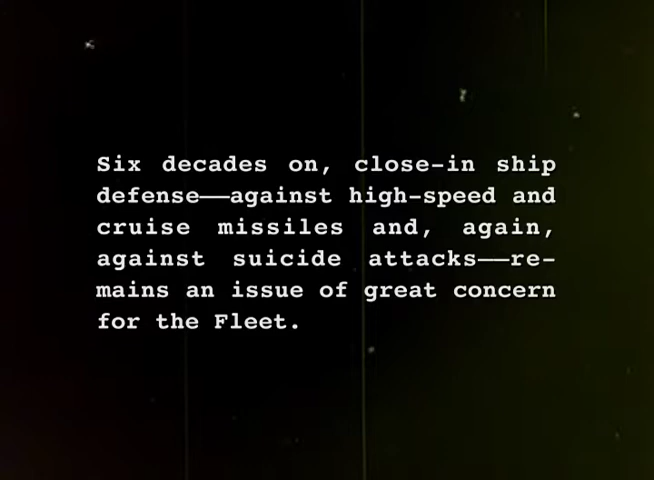 Six decades on, close-in ship
defense——against high-speed and
cruise missiles and, again,
against suicide attacks——re-
mains an issue of great concern
for the Fleet.